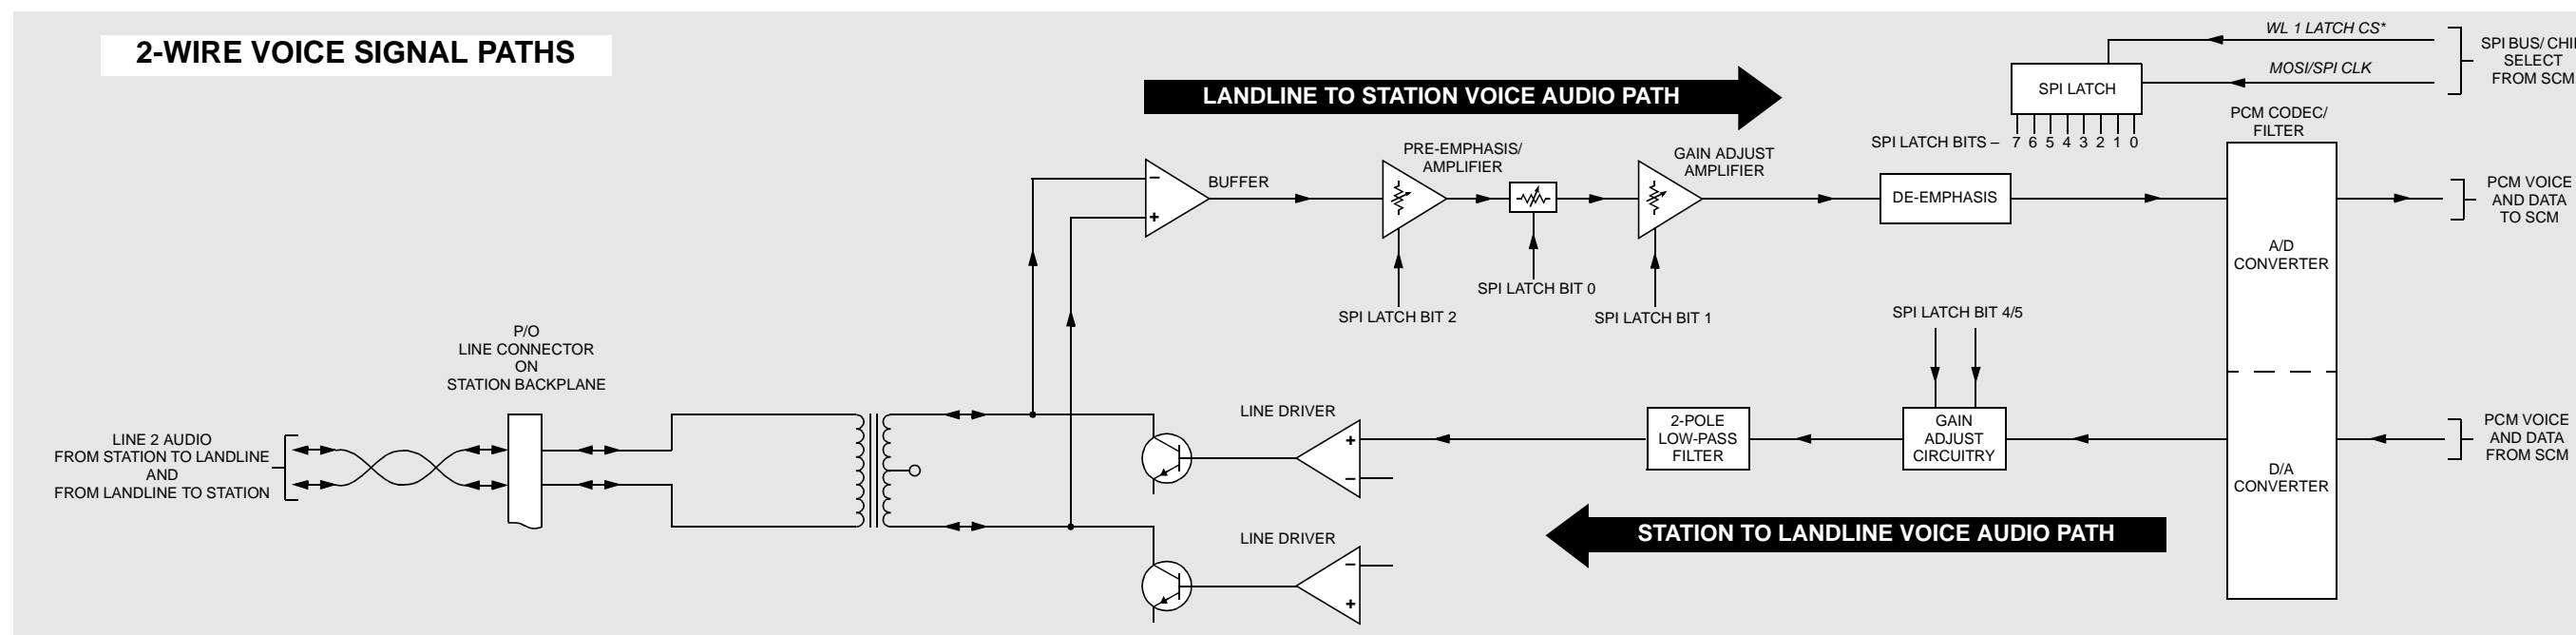 2-WIRE VOICE SIGNAL PATHS
LANDLINE TO STATION VOICE AUDIO PATH
WL 1 LATCH CS*
MOSI/SPI CLK
SPI BUS/ CHI
SELECT
FROM SCM
SPI LATCH
SPI LATCH BITS – 7 6 5 4 3 2 1 0
PCM CODEC/
FILTER
BUFFER
PRE-EMPHASIS/
AMPLIFIER
GAIN ADJUST
AMPLIFIER
DE-EMPHASIS
PCM VOICE
AND DATA
TO SCM
−
+
A/D
CONVERTER
SPI LATCH BIT 2
SPI LATCH BIT 0
SPI LATCH BIT 1
SPI LATCH BIT 4/5
P/O
LINE CONNECTOR
ON
STATION BACKPLANE
LINE 2 AUDIO
FROM STATION TO LANDLINE
AND
FROM LANDLINE TO STATION
LINE DRIVER
+
−
2-POLE
LOW-PASS
FILTER
GAIN
ADJUST
CIRCUITRY
D/A
CONVERTER
PCM VOICE
AND DATA
FROM SCM
STATION TO LANDLINE VOICE AUDIO PATH
LINE DRIVER
−
+